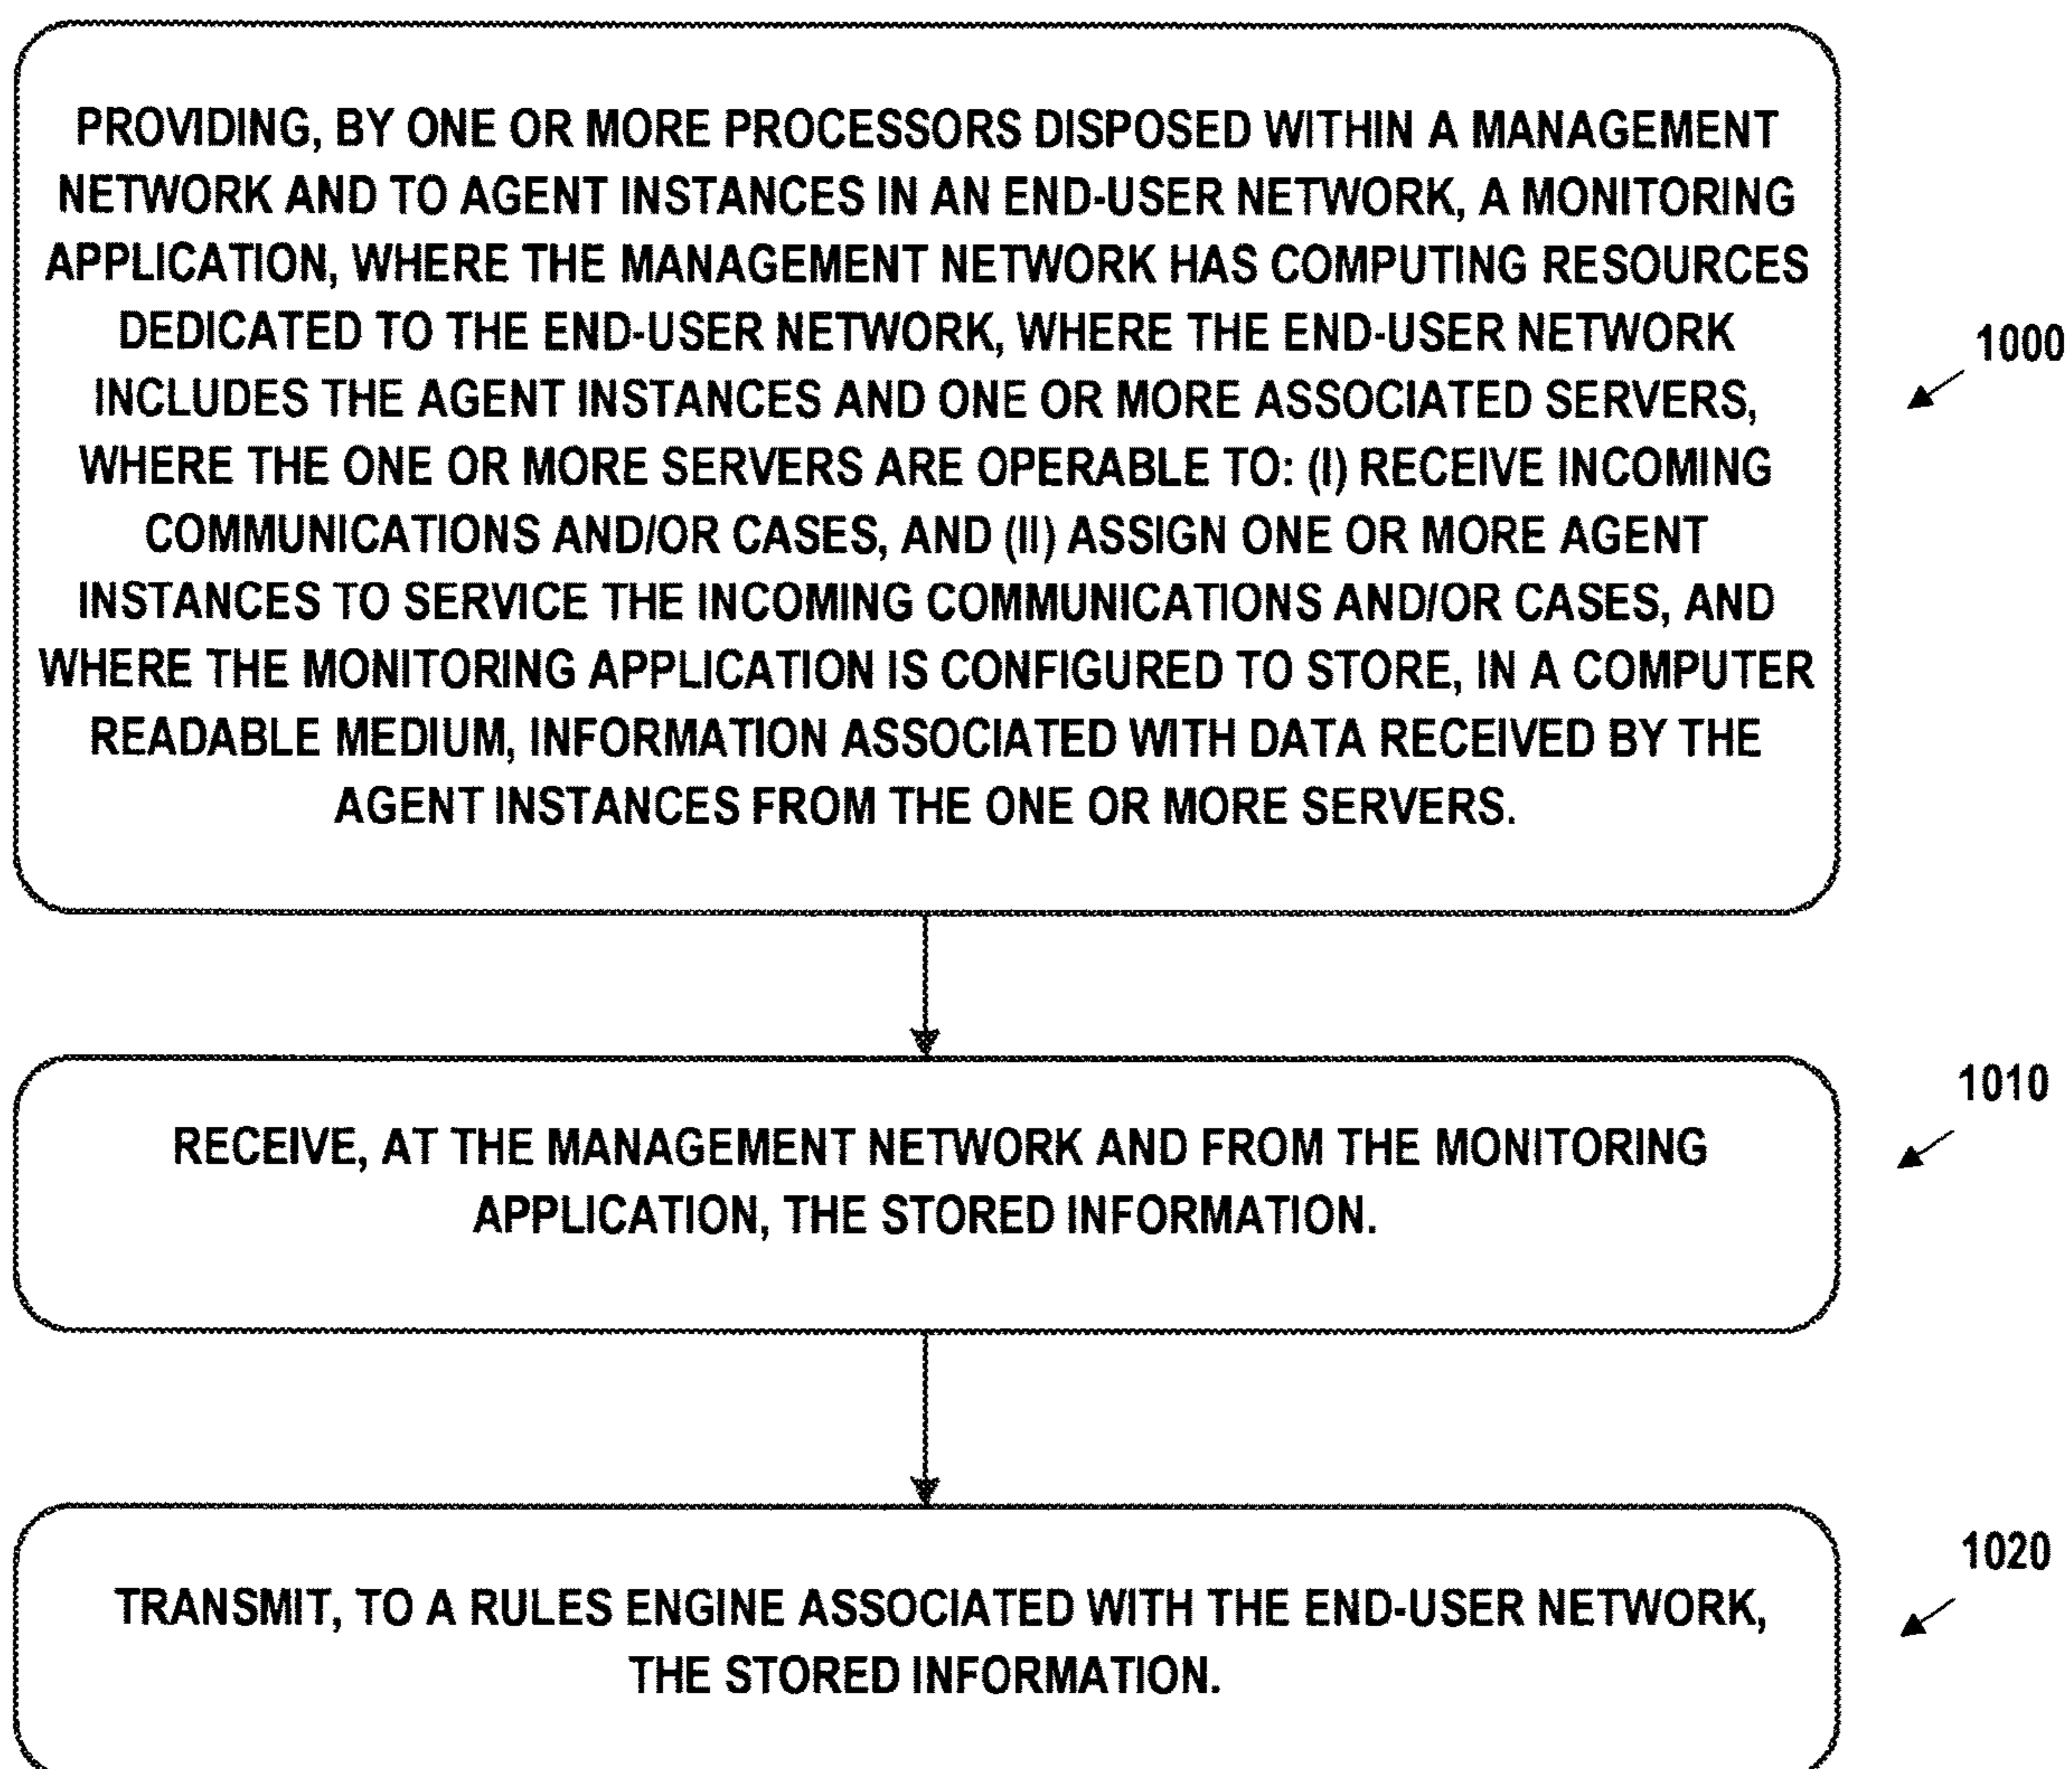 PROVIDING, BY ONE OR MORE PROCESSORS DISPOSED WITHIN A MANAGEMENT
NETWORK AND TO AGENT INSTANCES IN AN END-USER NETWORK, A MONITORING
APPLICATION, WHERE THE MANAGEMENT NETWORK HAS COMPUTING RESOURCES
DEDICATED TO THE END-USER NETWORK, WHERE THE END-USER NETWORK
INCLUDES THE AGENT INSTANCES AND ONE OR MORE ASSOCIATED SERVERS,
WHERE THE ONE OR MORE SERVERS ARE OPERABLE TO: (I) RECEIVE INCOMING
COMMUNICATIONS AND/OR CASES, AND (II) ASSIGN ONE OR MORE AGENT
INSTANCES TO SERVICE THE INCOMING COMMUNICATIONS AND/OR CASES, AND
WHERE THE MONITORING APPLICATION IS CONFIGURED TO STORE, IN A COMPUTER
READABLE MEDIUM, INFORMATION ASSOCIATED WITH DATA RECEIVED BY THE
AGENT INSTANCES FROM THE ONE OR MORE SERVERS.
1000
RECEIVE, AT THE MANAGEMENT NETWORK AND FROM THE MONITORING
APPLICATION, THE STORED INFORMATION.
1010
TRANSMIT, TO A RULES ENGINE ASSOCIATED WITH THE END-USER NETWORK,
THE STORED INFORMATION.
1020